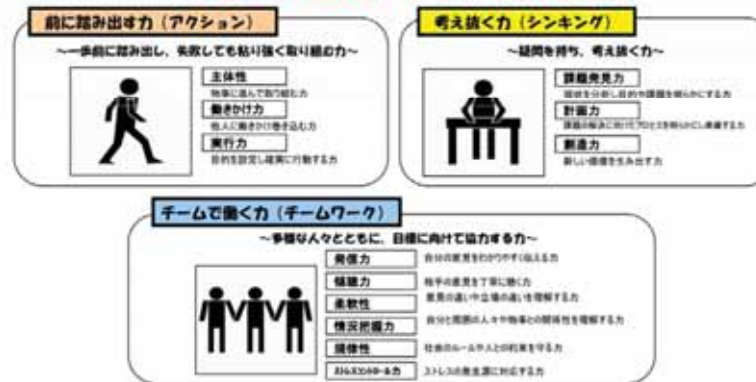 前に踏み出す力（アクション）
～一歩前に踏み出し、失敗しても粘り強く取り組む力～
主体性
物事に進んで取り組む力
働きかけ力
他人に働きかけ巻き込む力
実行力
目的を設定し確実に行動する力
考え抜く力（シンキング）
～疑問を持ち、考え抜く力～
課題発見力
現状を分析し目的や課題を明らかにする力
計画力
課題の解決に向けたプロセスを明らかにし準備する力
創造力
新しい価値を生み出す力
チームで働く力（チームワーク）
～多様な人々とともに、目標に向けて協力する力～
発信力 自分の意見をわかりやすく伝える力
傾聴力 相手の意見を丁寧に聴く力
柔軟性 意見の違いや立場の違いを理解する力
情況把握力 自分と周囲の人々や物事との関係性を理解する力
規律性 社会のルールや人との約束を守る力
ストレスコントロール力 ストレスの発生源に対応する力